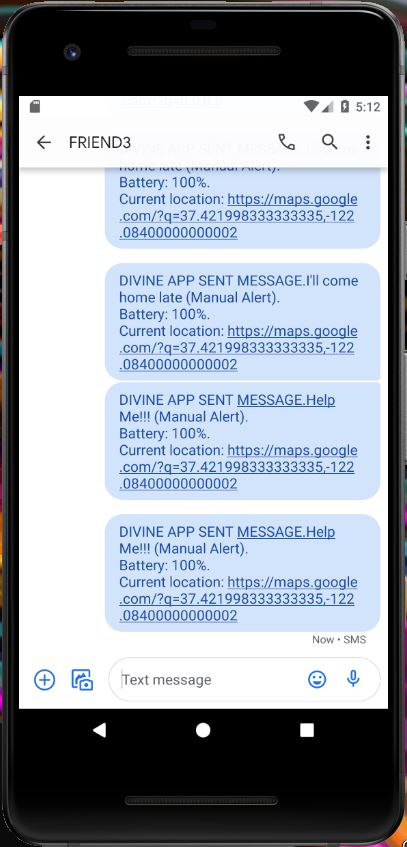 5:12
FRIEND3
home late (Manual Alert).
Battery: 100%.
Current location: https://maps.google
.com/?q=37.421998333333335,-122
.08400000000002
DIVINE APP SENT MESSAGE.I'll come
home late (Manual Alert).
Battery: 100%.
Current location: https://maps.google
.com/?q=37.421998333333335,-122
.08400000000002
DIVINE APP SENT MESSAGE.Help
Me!!! (Manual Alert).
Battery: 100%.
Current location: https://maps.google
.com/?q=37.421998333333335,-122
.08400000000002
DIVINE APP SENT MESSAGE.Help
Me!!! (Manual Alert).
Battery: 100%.
Current location: https://maps.google
.com/?q=37.421998333333335,-122
.08400000000002
Now • SMS
Text message